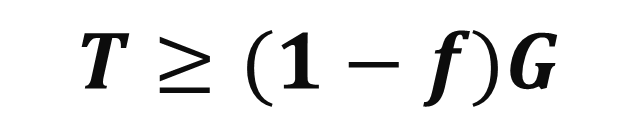 T ≥ (1 − f)G